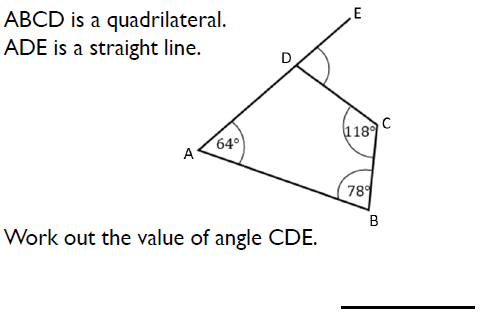 ABCD is a quadrilateral.
ADE is a straight line.
E
D
C
118°
64°
A
78°
B
Work out the value of angle CDE.